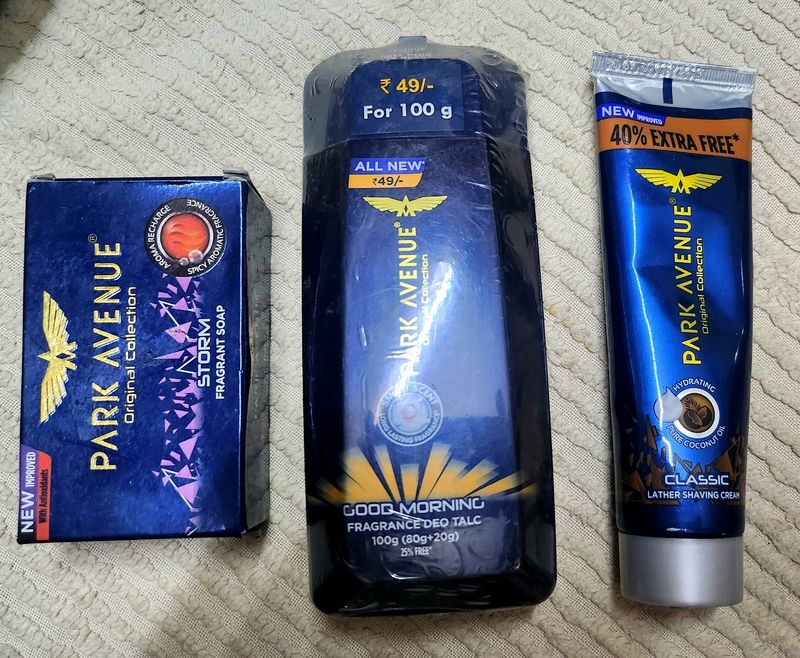 PARK AVENUE®
Original Collection
AROMA RECHARGE
SPICY AROMATIC FRAGRANCE
STORM
FRAGRANT SOAP
NEW IMPROVED
With Antioxidants
₹ 49/-
For 100 g
ALL NEW*
₹49/-
PARK AVENUE®
Original Collection
SCENT
LONG LASTING FRAGRANCE*
GOOD MORNING
FRAGRANCE DEO TALC
100g (80g+20g)
25% FREE*
NEW IMPROVED
40% EXTRA FREE*
PARK AVENUE®
Original Collection
HYDRATING
PURE COCONUT OIL
CLASSIC
LATHER SHAVING CREAM